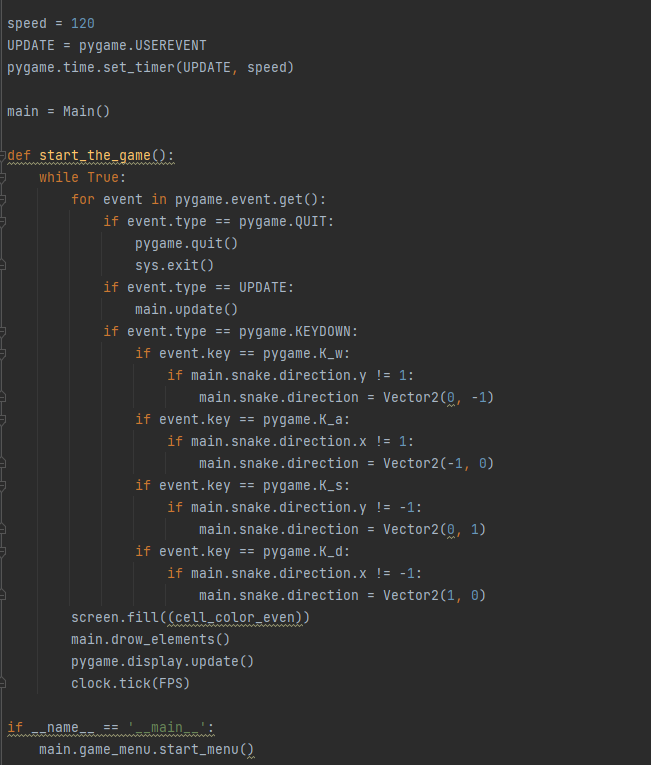 speed = 120
UPDATE = pygame.USEREVENT
pygame.time.set_timer(UPDATE, speed)

main = Main()

def start_the_game():
    while True:
        for event in pygame.event.get():
            if event.type == pygame.QUIT:
                pygame.quit()
                sys.exit()
            if event.type == UPDATE:
                main.update()
            if event.type == pygame.KEYDOWN:
                if event.key == pygame.K_w:
                    if main.snake.direction.y != 1:
                        main.snake.direction = Vector2(0, -1)
                if event.key == pygame.K_a:
                    if main.snake.direction.x != 1:
                        main.snake.direction = Vector2(-1, 0)
                if event.key == pygame.K_s:
                    if main.snake.direction.y != -1:
                        main.snake.direction = Vector2(0, 1)
                if event.key == pygame.K_d:
                    if main.snake.direction.x != -1:
                        main.snake.direction = Vector2(1, 0)
        screen.fill((cell_color_even))
        main.drow_elements()
        pygame.display.update()
        clock.tick(FPS)

if __name__ == '__main__':
    main.game_menu.start_menu()